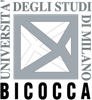 UNIVERSITA'
DEGLI STUDI
DI MILANO
BICOCCA